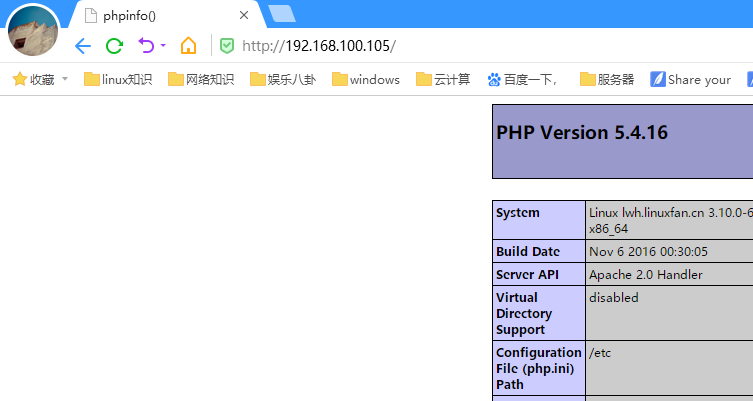 phpinfo()
http://192.168.100.105/
收藏 linux知识 网络知识 娱乐八卦 windows 云计算 百度一下, 服务器 Share your
PHP Version 5.4.16
System Linux lwh.linuxfan.cn 3.10.0-6
x86_64
Build Date Nov 6 2016 00:30:05
Server API Apache 2.0 Handler
Virtual disabled
Directory
Support
Configuration /etc
File (php.ini)
Path